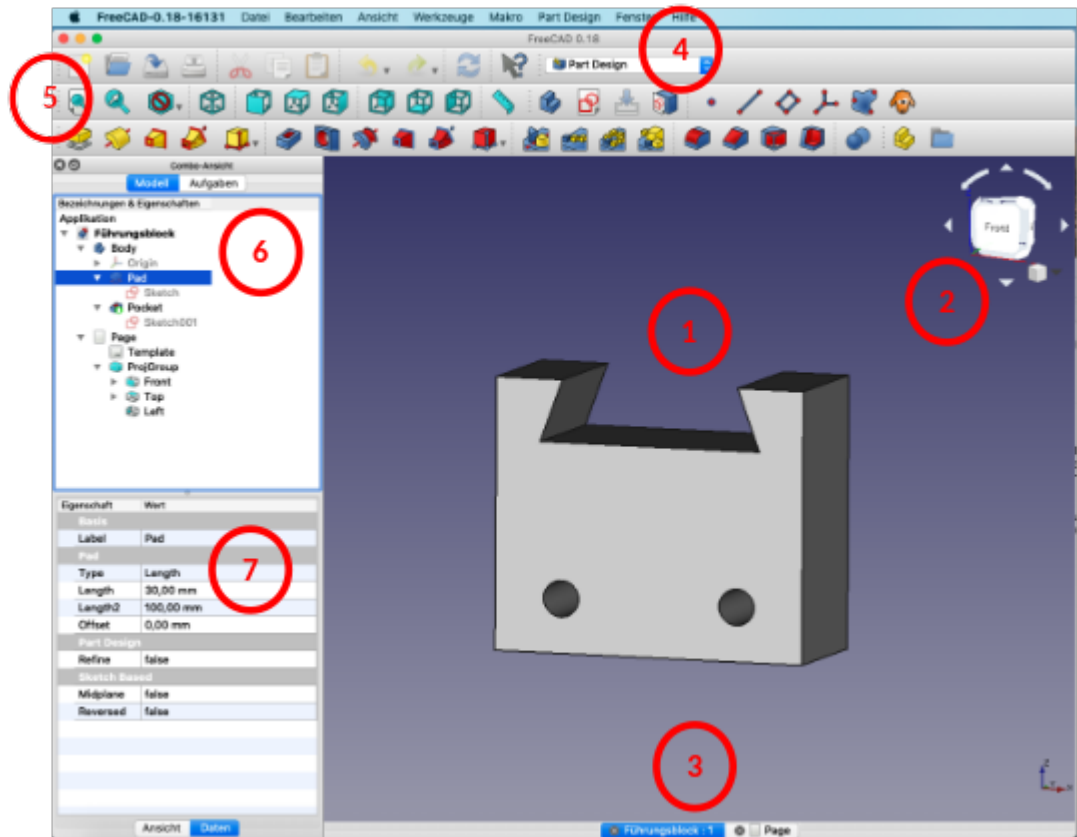 FreeCAD-0.18-16131 Datei Bearbeiten Ansicht Werkzeuge Makro Part Design Fenster Hilfe
FreeCAD 0.18
4
Part Design
5
Combo-Ansicht
Modell Aufgaben
Bezeichnungen & Eigenschaften
Applikation
Führungsblock
Body
Origin
Pad
Sketch
Pocket
Sketch001
Page
Template
ProjGroup
Front
Top
Left
6
Front
2
1
Eigenschaft Wert
Basis
Label Pad
Pad
Type Length
Length 30,00 mm
Length2 100,00 mm
Offset 0,00 mm
Part Design
Refine false
Sketch Based
Midplane false
Reversed false
7
3
Z
Y X
Ansicht Daten
Führungsblock : 1 Page